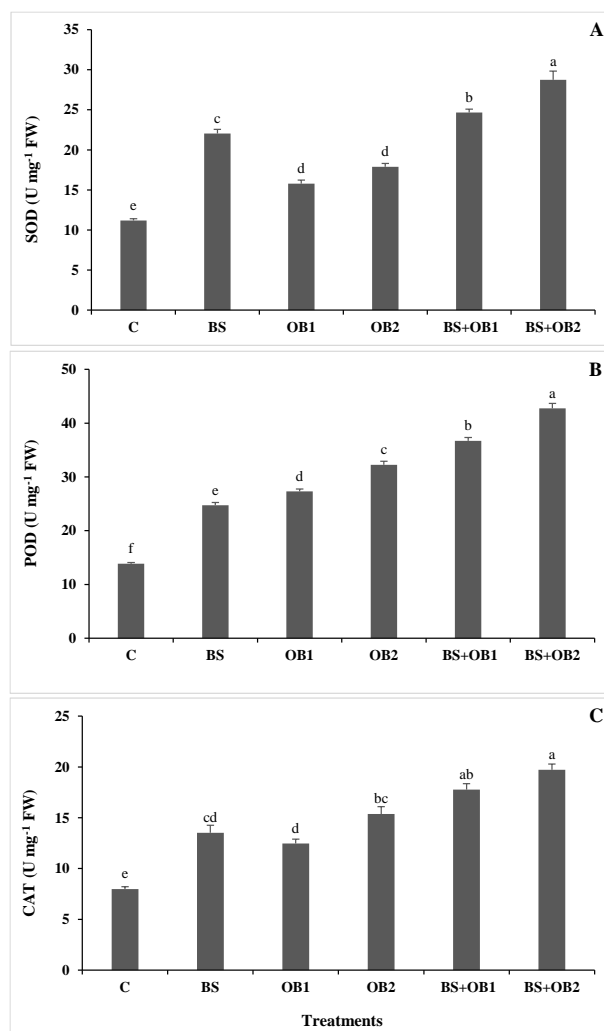 A
SOD (U mg⁻¹ FW)
35
30
25
20
15
10
5
0
e
c
d
d
b
a
C BS OB1 OB2 BS+OB1 BS+OB2
B
POD (U mg⁻¹ FW)
50
40
30
20
10
0
f
e
d
c
b
a
C BS OB1 OB2 BS+OB1 BS+OB2
C
CAT (U mg⁻¹ FW)
25
20
15
10
5
0
e
cd
d
bc
ab
a
C BS OB1 OB2 BS+OB1 BS+OB2
Treatments